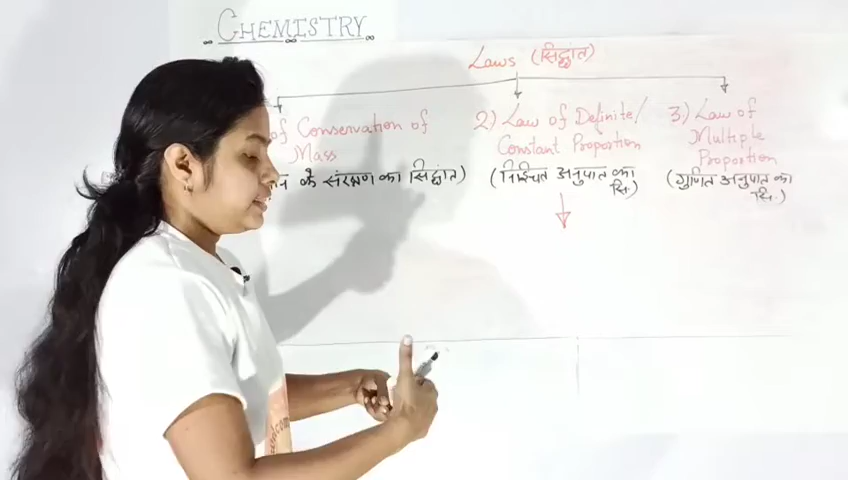 CHEMISTRY
Laws (सिद्धांत)
of Conservation of
Mass
के संरक्षण का सिद्धांत)
2) Law of Definite/
Constant Proportion
(निश्चित अनुपात का
सि.)
3) Law of
Multiple
Proportion
(गुणित अनुपात का
सि.)